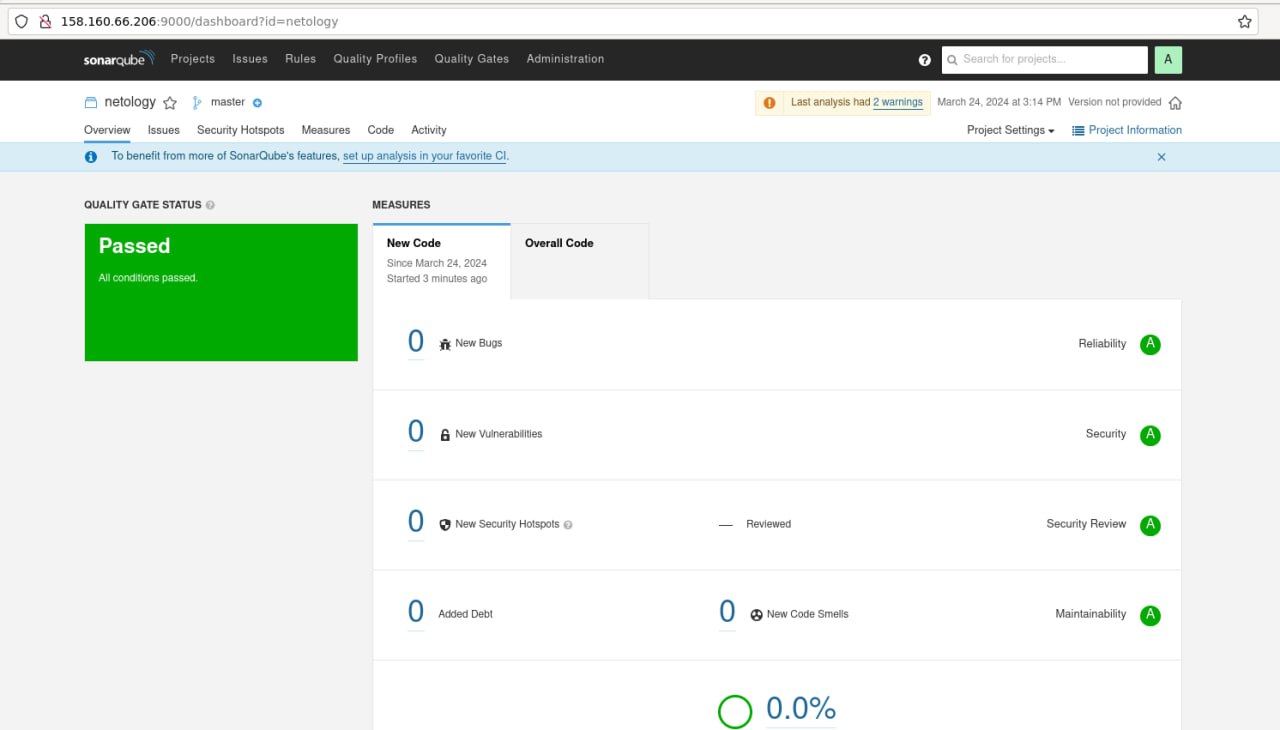 158.160.66.206:9000/dashboard?id=netology
sonarqube Projects Issues Rules Quality Profiles Quality Gates Administration ? Search for projects... A
netology master Last analysis had 2 warnings March 24, 2024 at 3:14 PM Version not provided
Overview Issues Security Hotspots Measures Code Activity Project Settings Project Information
To benefit from more of SonarQube's features, set up analysis in your favorite CI.
QUALITY GATE STATUS ?
Passed
All conditions passed.
MEASURES
New Code
Since March 24, 2024
Started 3 minutes ago
Overall Code
0 New Bugs Reliability A
0 New Vulnerabilities Security A
0 New Security Hotspots ? — Reviewed Security Review A
0 Added Debt 0 New Code Smells Maintainability A
0.0%